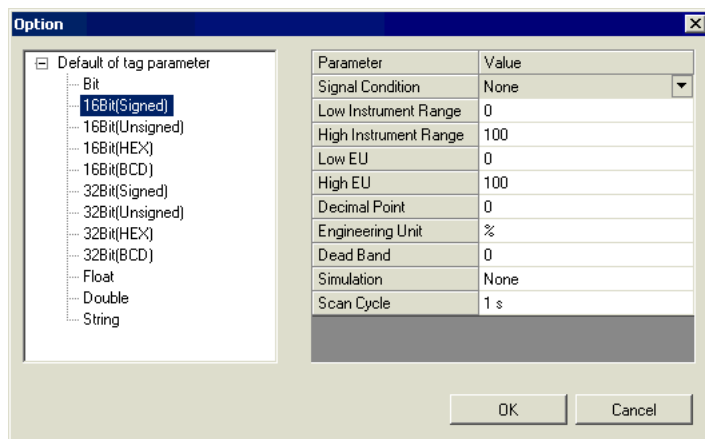 Option
Default of tag parameter
Bit
16Bit(Signed)
16Bit(Unsigned)
16Bit(HEX)
16Bit(BCD)
32Bit(Signed)
32Bit(Unsigned)
32Bit(HEX)
32Bit(BCD)
Float
Double
String
Parameter Value
Signal Condition None
Low Instrument Range 0
High Instrument Range 100
Low EU 0
High EU 100
Decimal Point 0
Engineering Unit %
Dead Band 0
Simulation None
Scan Cycle 1 s
OK Cancel